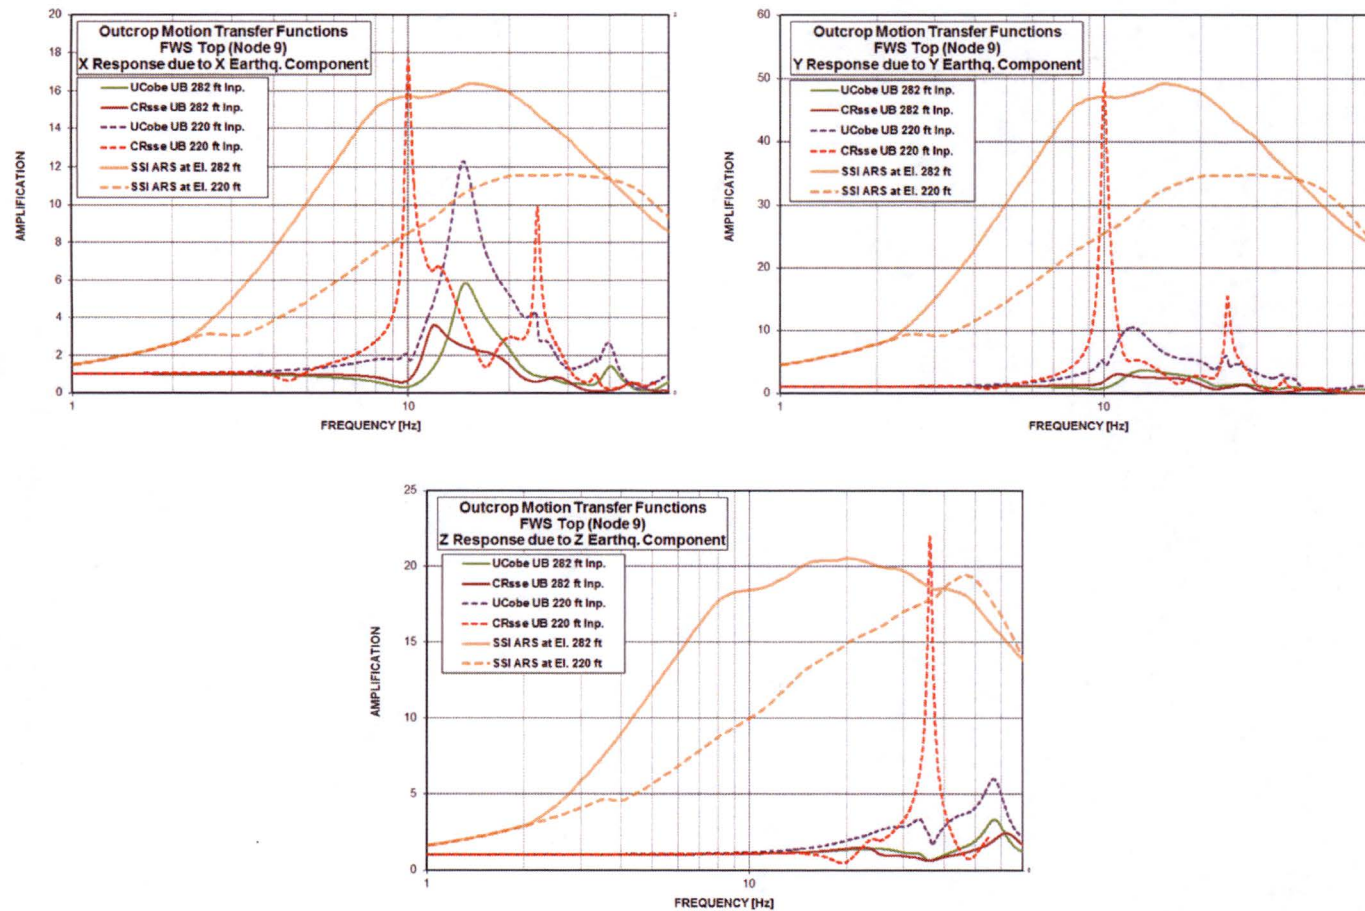 Outcrop Motion Transfer Functions
FWS Top (Node 9)
X Response due to X Earthq. Component
UCobe UB 282 ft Inp.
CRsse UB 282 ft Inp.
UCobe UB 220 ft Inp.
CRsse UB 220 ft Inp.
SSI ARS at El. 282 ft
SSI ARS at El. 220 ft
AMPLIFICATION
20
18
16
14
12
10
8
6
4
2
0
1
10
FREQUENCY [Hz]
Outcrop Motion Transfer Functions
FWS Top (Node 9)
Y Response due to Y Earthq. Component
UCobe UB 282 ft Inp.
CRsse UB 282 ft Inp.
UCobe UB 220 ft Inp.
CRsse UB 220 ft Inp.
SSI ARS at El. 282 ft
SSI ARS at El. 220 ft
AMPLIFICATION
60
50
40
30
20
10
0
1
10
FREQUENCY [Hz]
Outcrop Motion Transfer Functions
FWS Top (Node 9)
Z Response due to Z Earthq. Component
UCobe UB 282 ft Inp.
CRsse UB 282 ft Inp.
UCobe UB 220 ft Inp.
CRsse UB 220 ft Inp.
SSI ARS at El. 282 ft
SSI ARS at El. 220 ft
AMPLIFICATION
25
20
15
10
5
0
1
10
FREQUENCY [Hz]